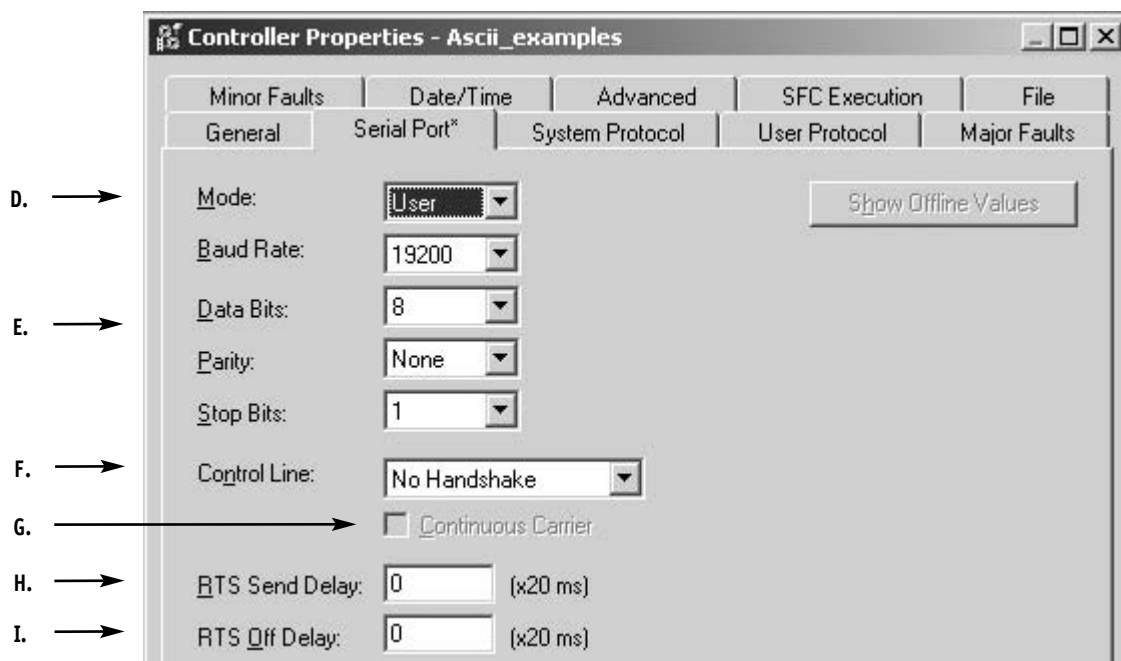 Controller Properties - Ascii_examples
Minor Faults Date/Time Advanced SFC Execution File
General Serial Port* System Protocol User Protocol Major Faults
D. Mode: User Show Offline Values
Baud Rate: 19200
E. Data Bits: 8
Parity: None
Stop Bits: 1
F. Control Line: No Handshake
G. Continuous Carrier
H. RTS Send Delay: 0 (x20 ms)
I. RTS Off Delay: 0 (x20 ms)